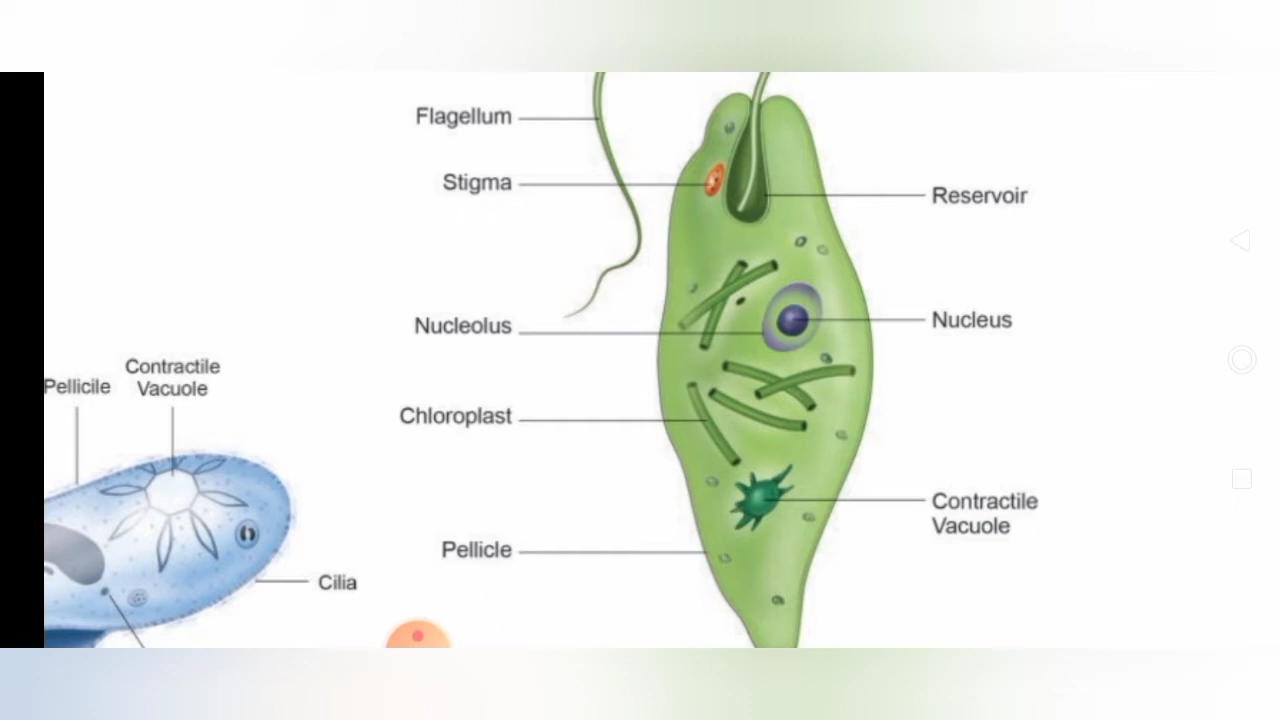 Flagellum
Stigma
Reservoir
Nucleolus
Nucleus
Pellicile
Contractile
Vacuole
Chloroplast
Contractile
Vacuole
Pellicle
Cilia